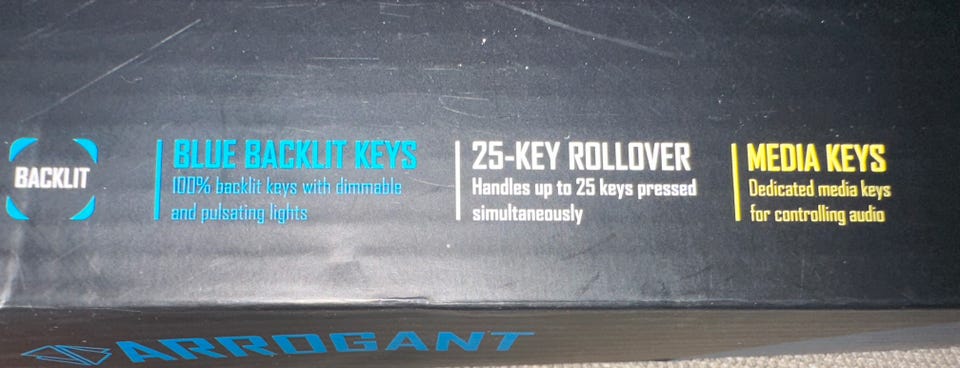 BACKLIT
BLUE BACKLIT KEYS
100% backlit keys with dimmable
and pulsating lights
25-KEY ROLLOVER
Handles up to 25 keys pressed
simultaneously
MEDIA KEYS
Dedicated media keys
for controlling audio
ARROGANT